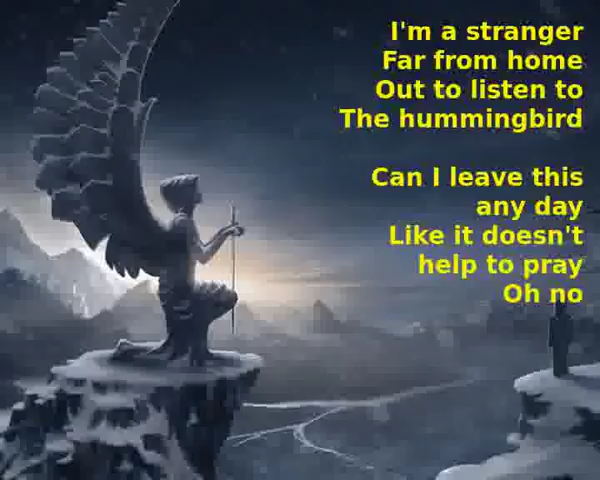 I'm a stranger
Far from home
Out to listen to
The hummingbird
Can I leave this
any day
Like it doesn't
help to pray
Oh no